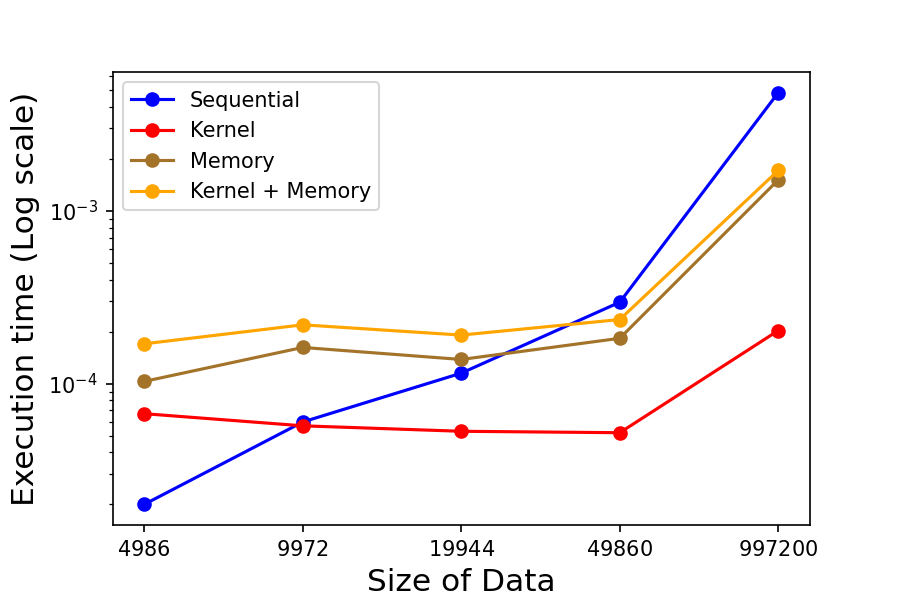 Execution time (Log scale)
10⁻³
10⁻⁴
Sequential
Kernel
Memory
Kernel + Memory
4986 9972 19944 49860 997200
Size of Data